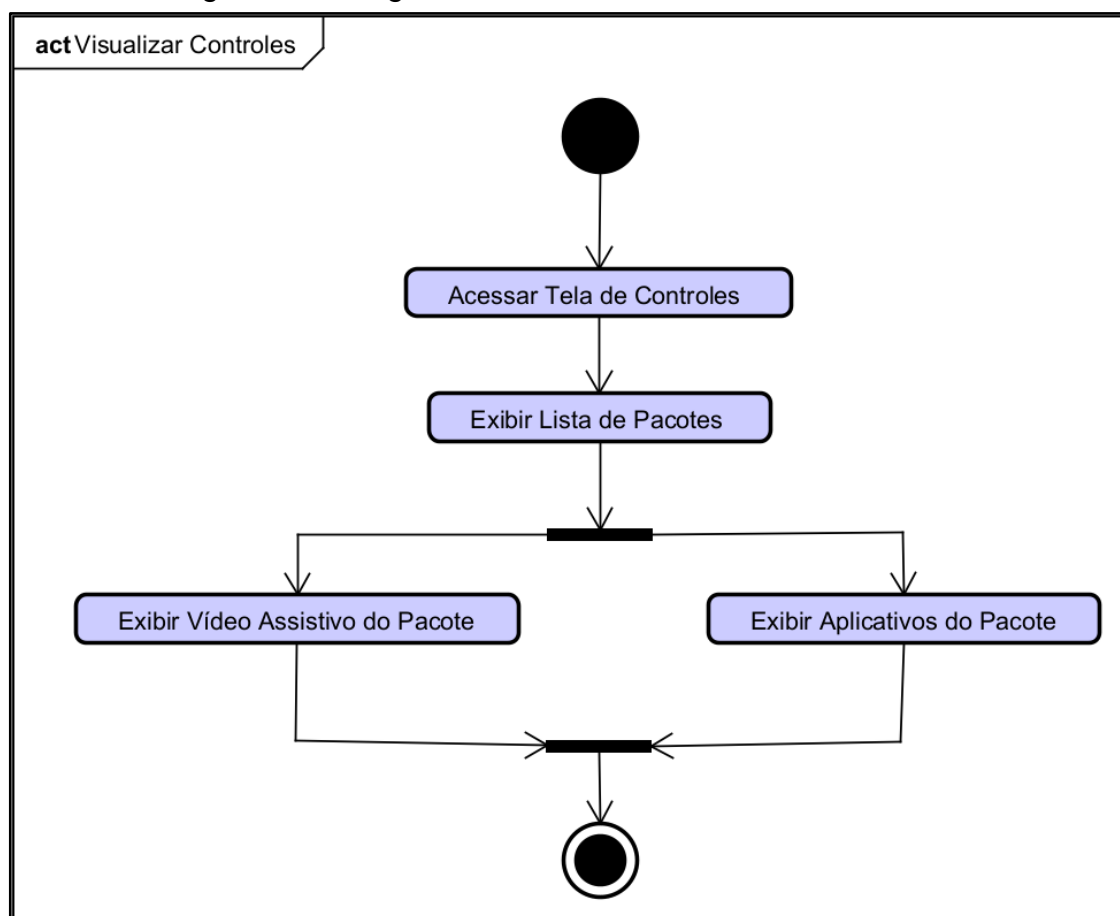 act Visualizar Controles
Acessar Tela de Controles
Exibir Lista de Pacotes
Exibir Vídeo Assistivo do Pacote
Exibir Aplicativos do Pacote